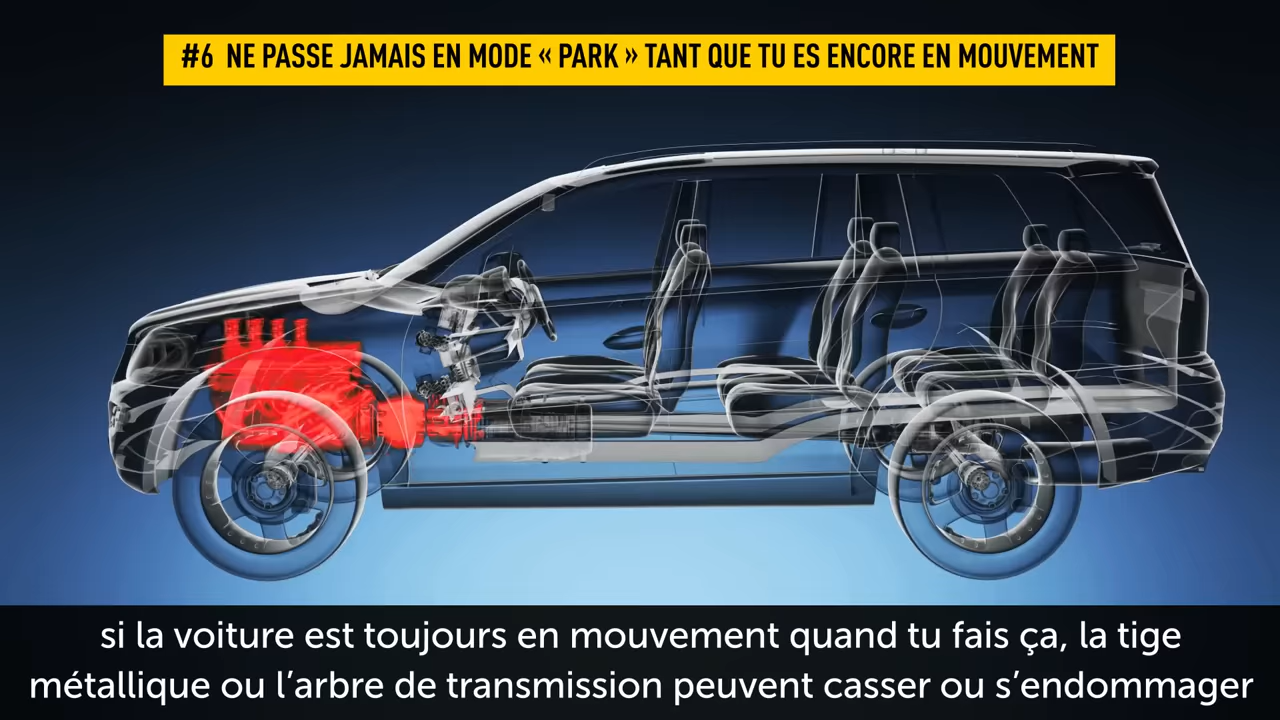 #6 NE PASSE JAMAIS EN MODE « PARK » TANT QUE TU ES ENCORE EN MOUVEMENT
si la voiture est toujours en mouvement quand tu fais ça, la tige
métallique ou l’arbre de transmission peuvent casser ou s’endommager